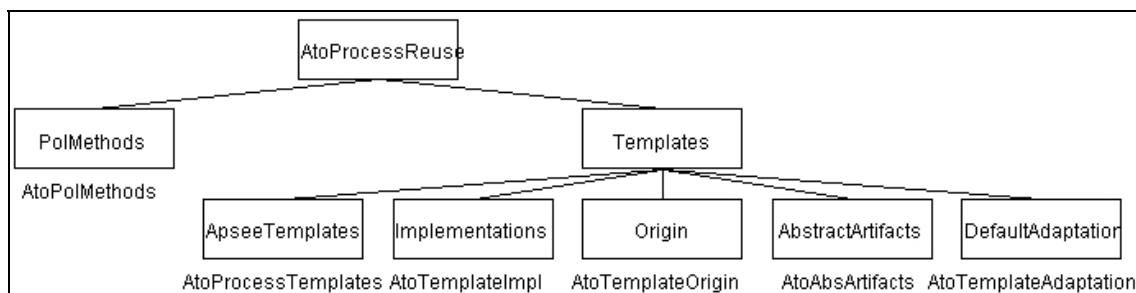 AtoProcessReuse
PolMethods
Templates
AtoPolMethods
ApseeTemplates
Implementations
Origin
AbstractArtifacts
DefaultAdaptation
AtoProcessTemplates
AtoTemplateImpl
AtoTemplateOrigin
AtoAbsArtifacts
AtoTemplateAdaptation